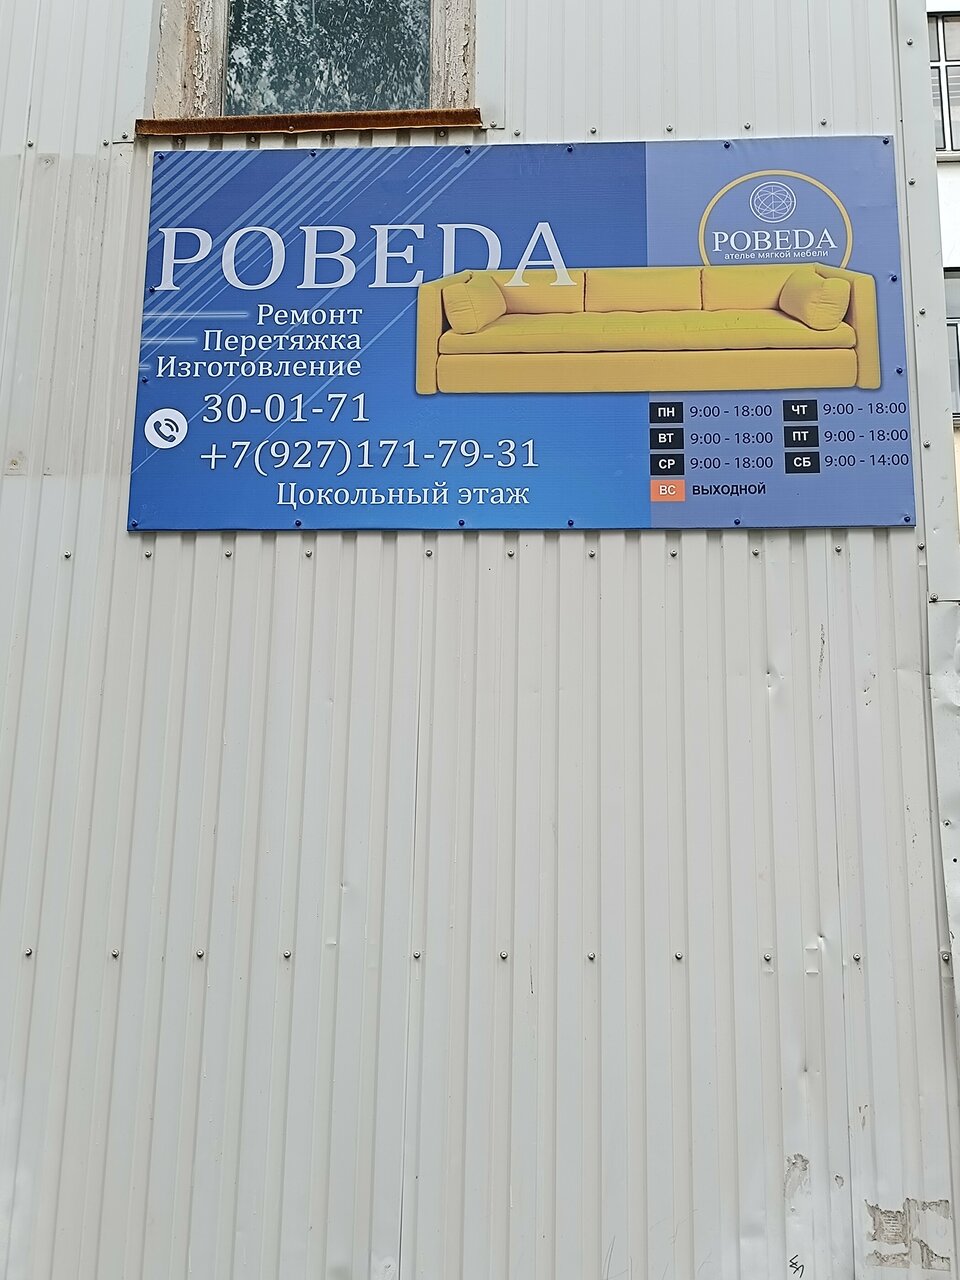 POBEDA
Ремонт
Перетяжка
Изготовление
30-01-71
+7(927)171-79-31
Цокольный этаж
POBEDA
ателье мягкой мебели
ПН 9:00 - 18:00 ЧТ 9:00 - 18:00
ВТ 9:00 - 18:00 ПТ 9:00 - 18:00
СР 9:00 - 18:00 СБ 9:00 - 14:00
ВС ВЫХОДНОЙ